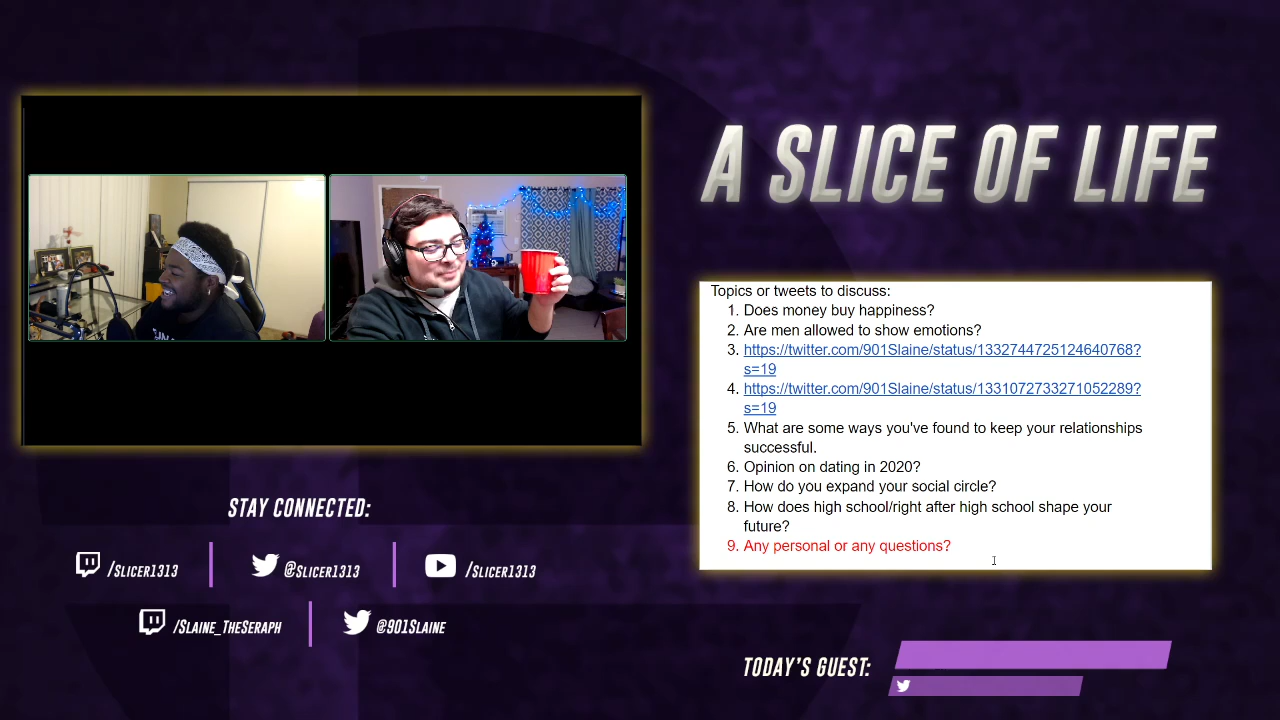 A SLICE OF LIFE
Topics or tweets to discuss:
1. Does money buy happiness?
2. Are men allowed to show emotions?
3. https://twitter.com/901Slaine/status/1332744725124640768?
s=19
4. https://twitter.com/901Slaine/status/1331072733271052289?
s=19
5. What are some ways you've found to keep your relationships
successful.
6. Opinion on dating in 2020?
7. How do you expand your social circle?
8. How does high school/right after high school shape your
future?
9. Any personal or any questions?
STAY CONNECTED:
/SLICER1313
@SLICER1313
/SLICER1313
/SLAINE_THESERAPH
@901SLAINE
TODAY'S GUEST: